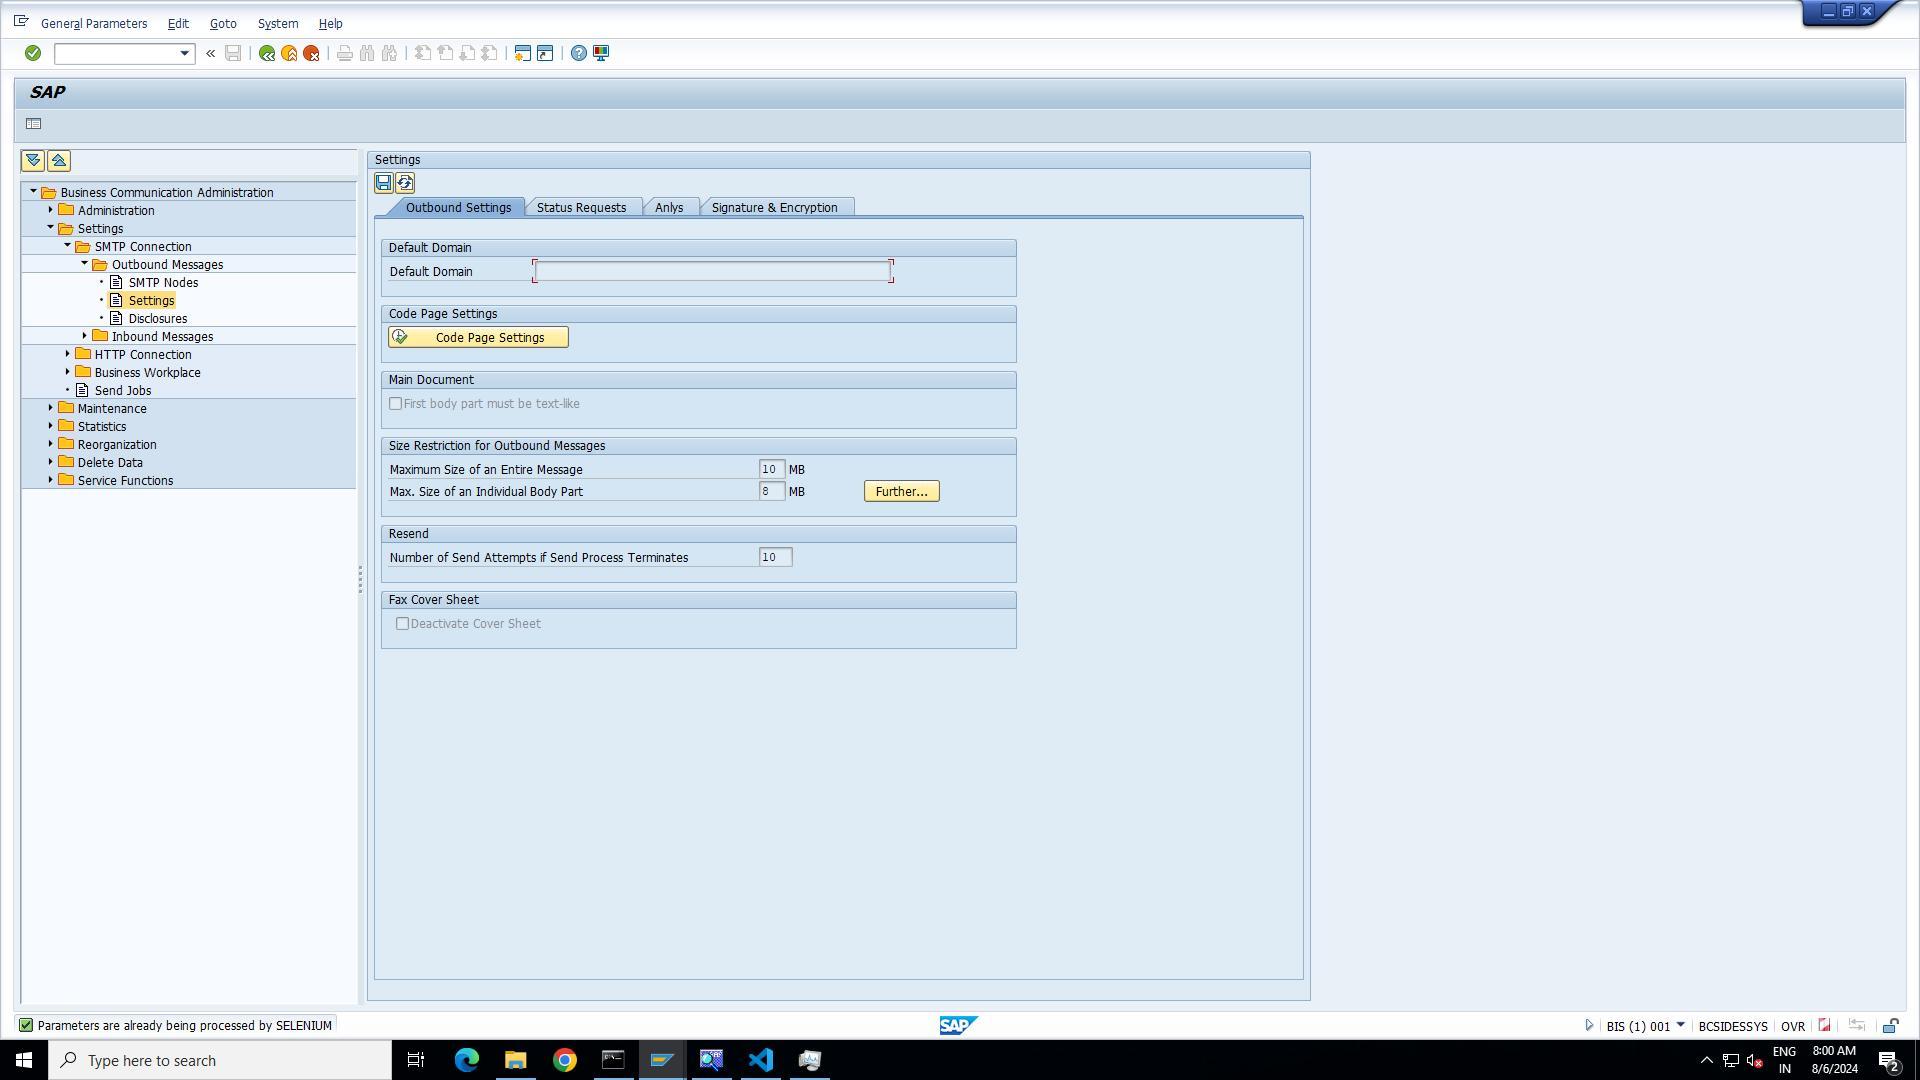 General Parameters Edit Goto System Help
SAP
Business Communication Administration
Administration
Settings
SMTP Connection
Outbound Messages
SMTP Nodes
Settings
Disclosures
Inbound Messages
HTTP Connection
Business Workplace
Send Jobs
Maintenance
Statistics
Reorganization
Delete Data
Service Functions
Settings
Outbound Settings Status Requests Anlys Signature & Encryption
Default Domain
Default Domain
Code Page Settings
Code Page Settings
Main Document
First body part must be text-like
Size Restriction for Outbound Messages
Maximum Size of an Entire Message 10 MB
Max. Size of an Individual Body Part 8 MB Further...
Resend
Number of Send Attempts if Send Process Terminates 10
Fax Cover Sheet
Deactivate Cover Sheet
Parameters are already being processed by SELENIUM
SAP
BIS (1) 001 BCSIDESSYS OVR
Type here to search
ENG
IN
8:00 AM
8/6/2024
2